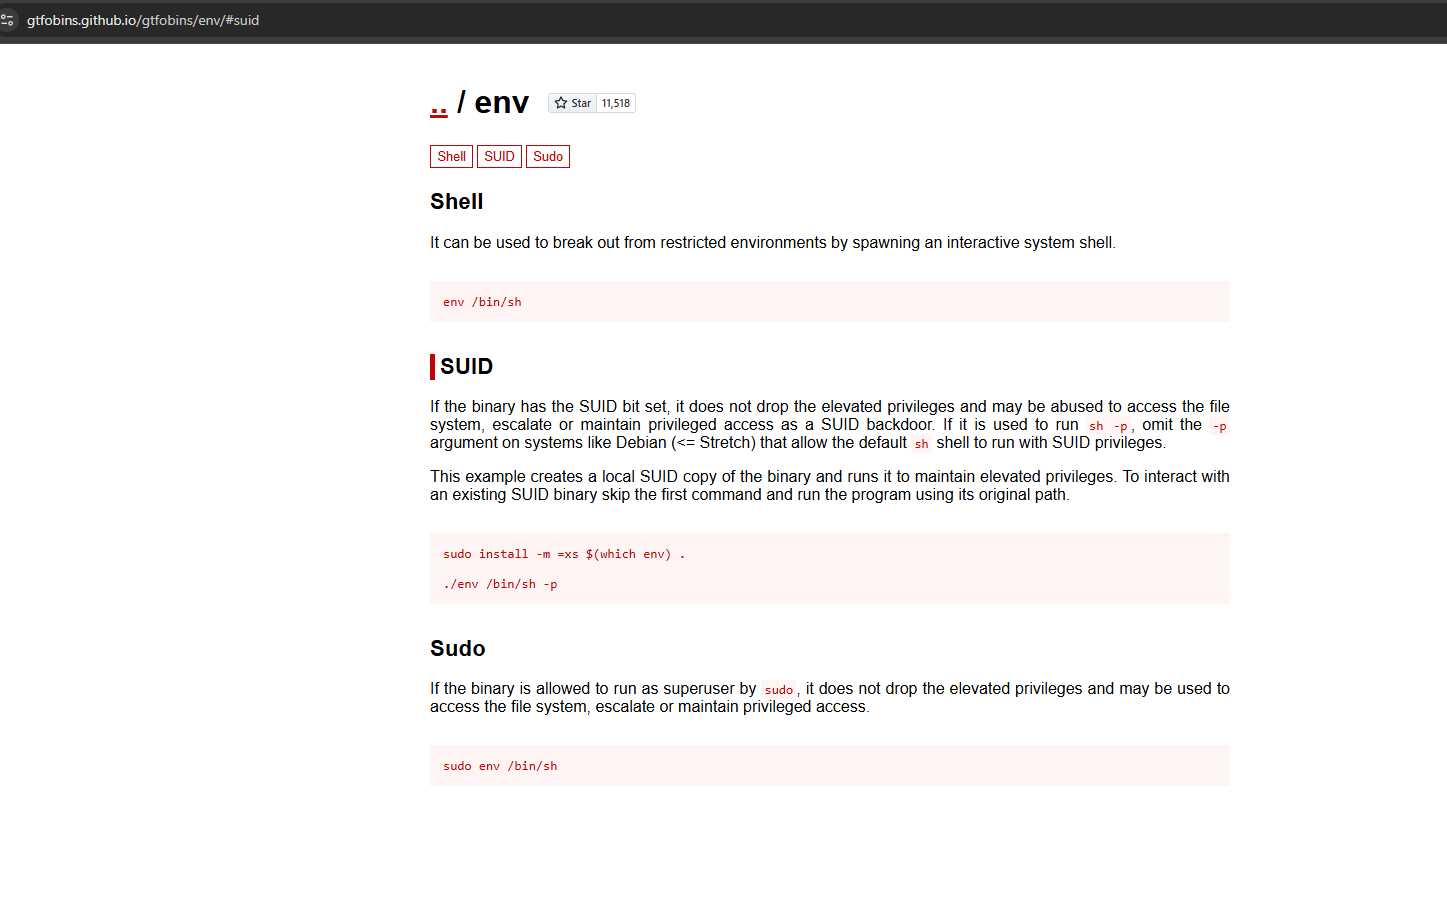 gtfobins.github.io/gtfobins/env/#suid
.. / env
Star 11,518
Shell SUID Sudo
Shell
It can be used to break out from restricted environments by spawning an interactive system shell.
env /bin/sh
SUID
If the binary has the SUID bit set, it does not drop the elevated privileges and may be abused to access the file
system, escalate or maintain privileged access as a SUID backdoor. If it is used to run sh -p, omit the -p
argument on systems like Debian (<= Stretch) that allow the default sh shell to run with SUID privileges.
This example creates a local SUID copy of the binary and runs it to maintain elevated privileges. To interact with
an existing SUID binary skip the first command and run the program using its original path.
sudo install -m =xs $(which env) .
./env /bin/sh -p
Sudo
If the binary is allowed to run as superuser by sudo, it does not drop the elevated privileges and may be used to
access the file system, escalate or maintain privileged access.
sudo env /bin/sh